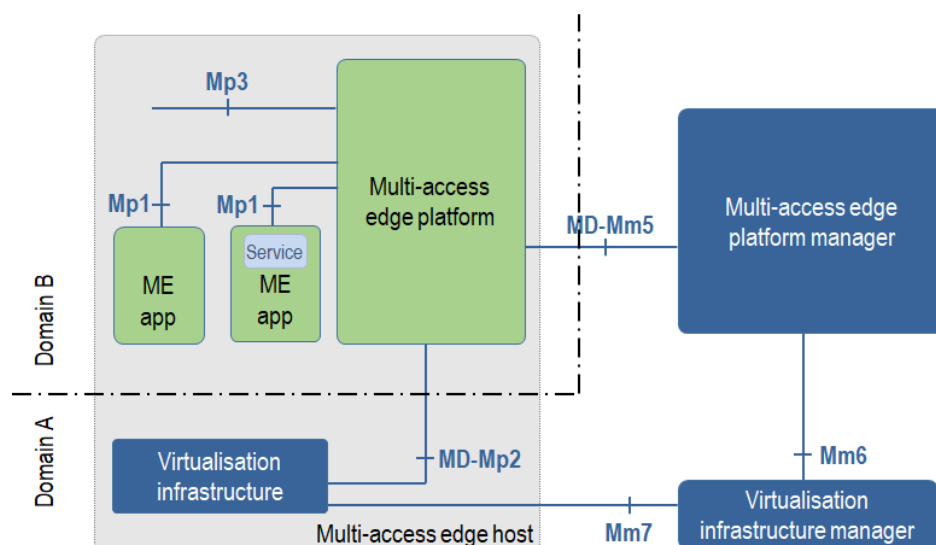 Mp3
Mp1
Mp1
Service
ME
app
ME
app
Multi-access
edge platform
MD-Mm5
Multi-access edge
platform manager
Domain B
Domain A
Virtualisation
infrastructure
MD-Mp2
Mm6
Mm7
Virtualisation
infrastructure manager
Multi-access edge host